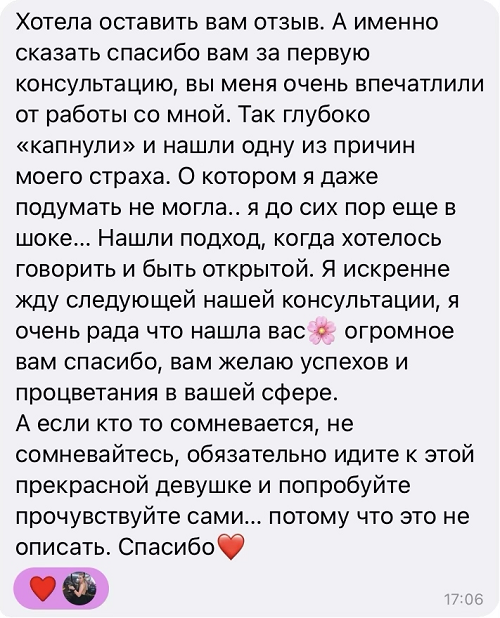 Хотела оставить вам отзыв. А именно
сказать спасибо вам за первую
консультацию, вы меня очень впечатлили
от работы со мной. Так глубоко
«капнули» и нашли одну из причин
моего страха. О котором я даже
подумать не могла.. я до сих пор еще в
шоке... Нашли подход, когда хотелось
говорить и быть открытой. Я искренне
жду следующей нашей консультации, я
очень рада что нашла вас🌸 огромное
вам спасибо, вам желаю успехов и
процветания в вашей сфере.
А если кто то сомневается, не
сомневайтесь, обязательно идите к этой
прекрасной девушке и попробуйте
прочувствуйте сами... потому что это не
описать. Спасибо❤️
17:06